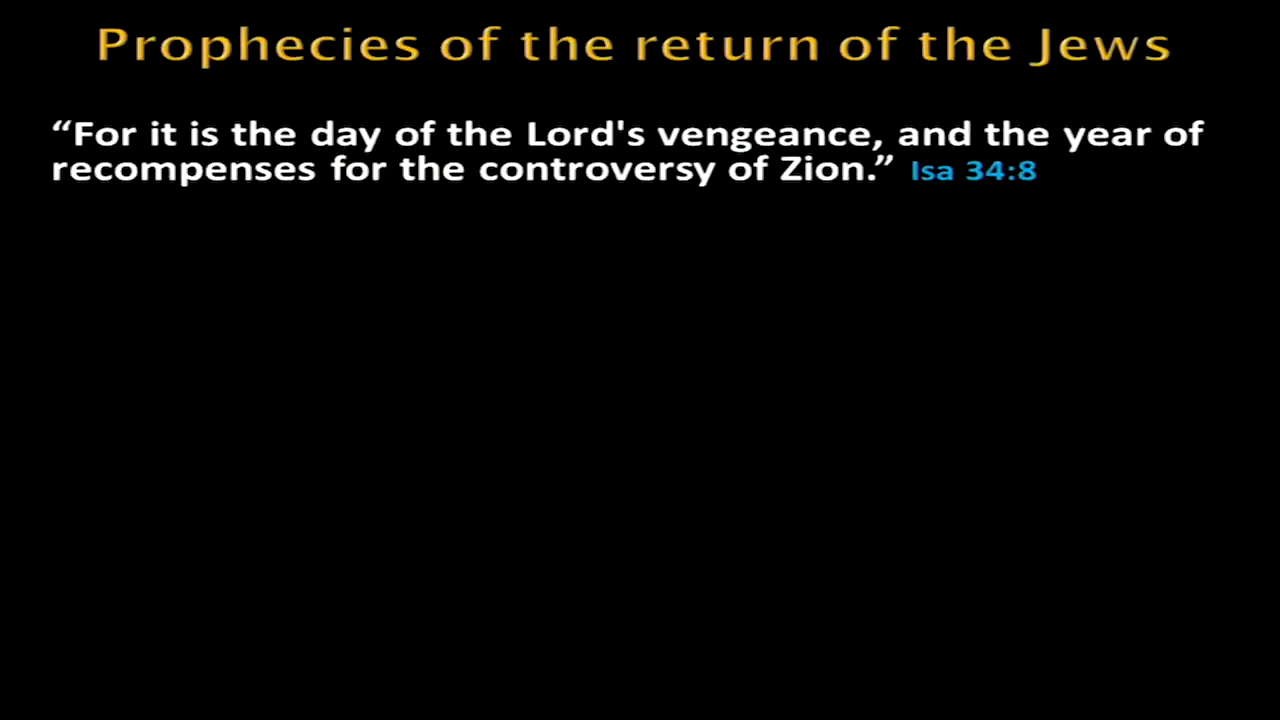 Prophecies of the return of the Jews
“For it is the day of the Lord's vengeance, and the year of
recompenses for the controversy of Zion.” Isa 34:8